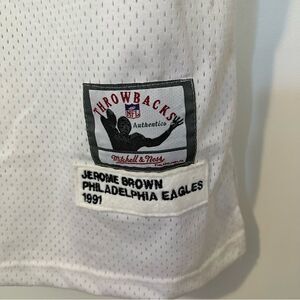 THROWBACKS
NFL
Authentics
Mitchell & Ness
JEROME BROWN
PHILADELPHIA EAGLES
1991